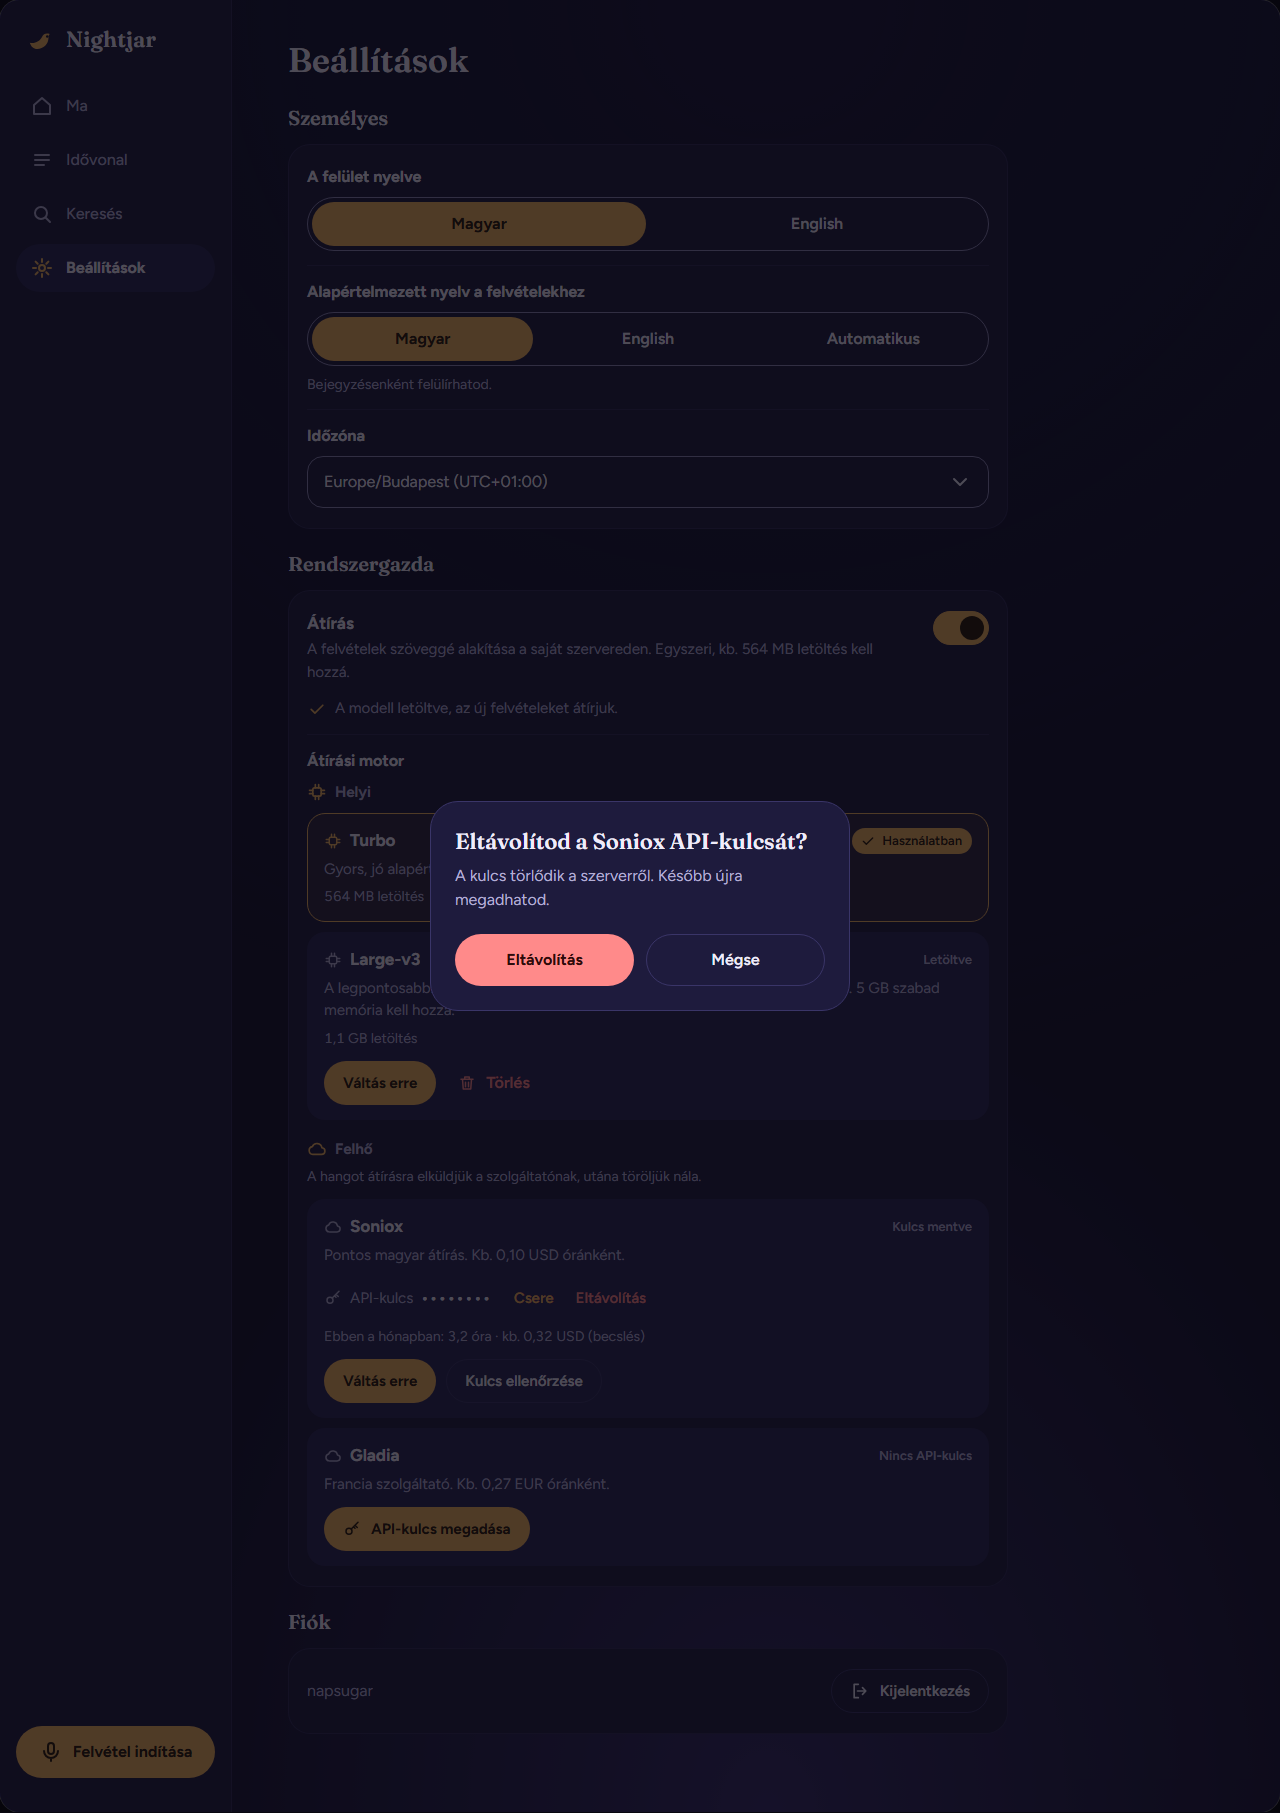 Nightjar
Ma
Idővonal
Keresés
Beállítások
Felvétel indítása
Beállítások
Személyes
A felület nyelve
Magyar English
Alapértelmezett nyelv a felvételekhez
Magyar English Automatikus
Bejegyzésenként felülírhatod.
Időzóna
Europe/Budapest (UTC+01:00)
Rendszergazda
Átírás
A felvételek szöveggé alakítása a saját szervereden. Egyszeri, kb. 564 MB letöltés kell
hozzá.
A modell letöltve, az új felvételeket átírjuk.
Átírási motor
Helyi
Turbo Használatban
Gyors, jó alapér
564 MB letöltés
Eltávolítod a Soniox API-kulcsát?
A kulcs törlődik a szerverről. Később újra
megadhatod.
Eltávolítás Mégse
Large-v3 Letöltve
A legpontosabb . 5 GB szabad
memória kell hozzá.
1,1 GB letöltés
Váltás erre Törlés
Felhő
A hangot átírásra elküldjük a szolgáltatónak, utána töröljük nála.
Soniox Kulcs mentve
Pontos magyar átírás. Kb. 0,10 USD óránként.
API-kulcs •••••••• Csere Eltávolítás
Ebben a hónapban: 3,2 óra · kb. 0,32 USD (becslés)
Váltás erre Kulcs ellenőrzése
Gladia Nincs API-kulcs
Francia szolgáltató. Kb. 0,27 EUR óránként.
API-kulcs megadása
Fiók
napsugar Kijelentkezés